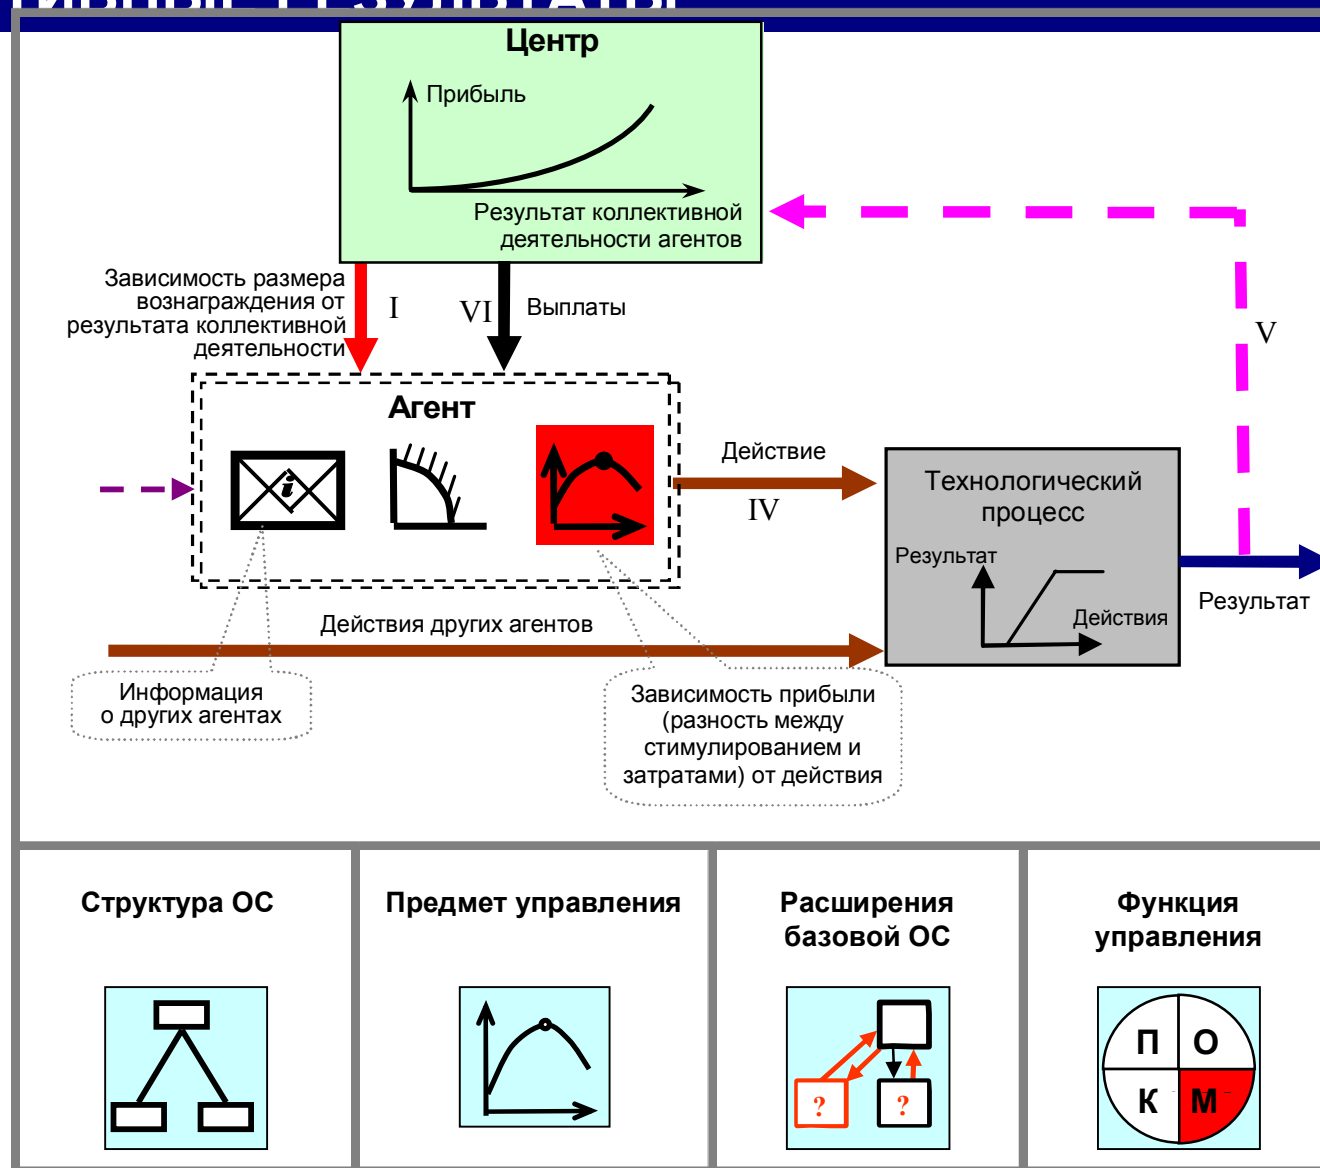 Центр
Прибыль
Результат коллективной
деятельности агентов
Зависимость размера
вознаграждения от
результата коллективной
деятельности
I
VI
Выплаты
V
Агент
i
Действие
IV
Технологический
процесс
Результат
Действия
Результат
Действия других агентов
Информация
о других агентах
Зависимость прибыли
(разность между
стимулированием и
затратами) от действия
Структура ОС
Предмет управления
Расширения
базовой ОС
Функция
управления
?
?
П
О
К
М